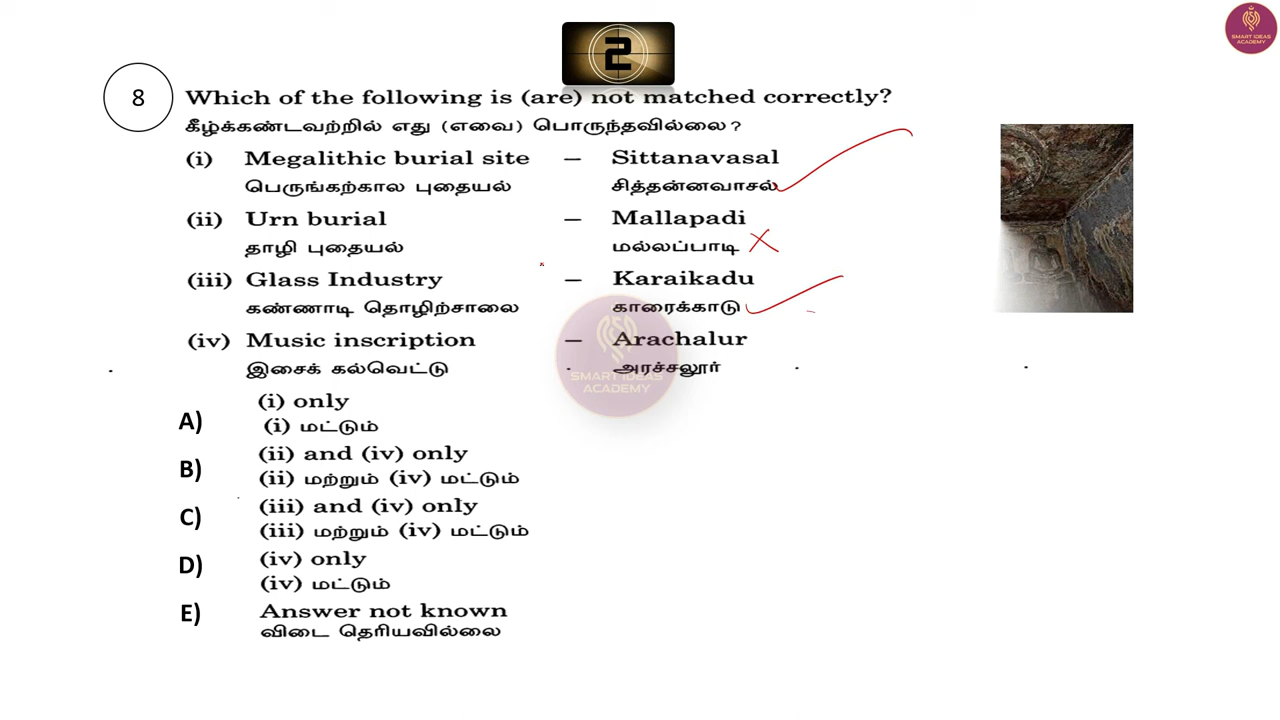 2
SMART IDEAS
ACADEMY
8
Which of the following is (are) not matched correctly?
கீழ்க்கண்டவற்றில் எது (எவை) பொருந்தவில்லை?
(i) Megalithic burial site – Sittanavasal
பெருங்கற்கால புதையல் சித்தன்னவாசல்
(ii) Urn burial – Mallapadi
தாழி புதையல் மல்லப்பாடி
(iii) Glass Industry – Karaikadu
கண்ணாடி தொழிற்சாலை காரைக்காடு
(iv) Music inscription – Arachalur
இசைக் கல்வெட்டு அரச்சலூர்
SMART IDEAS
ACADEMY
A) (i) only
(i) மட்டும்
B) (ii) and (iv) only
(ii) மற்றும் (iv) மட்டும்
C) (iii) and (iv) only
(iii) மற்றும் (iv) மட்டும்
D) (iv) only
(iv) மட்டும்
E) Answer not known
விடை தெரியவில்லை